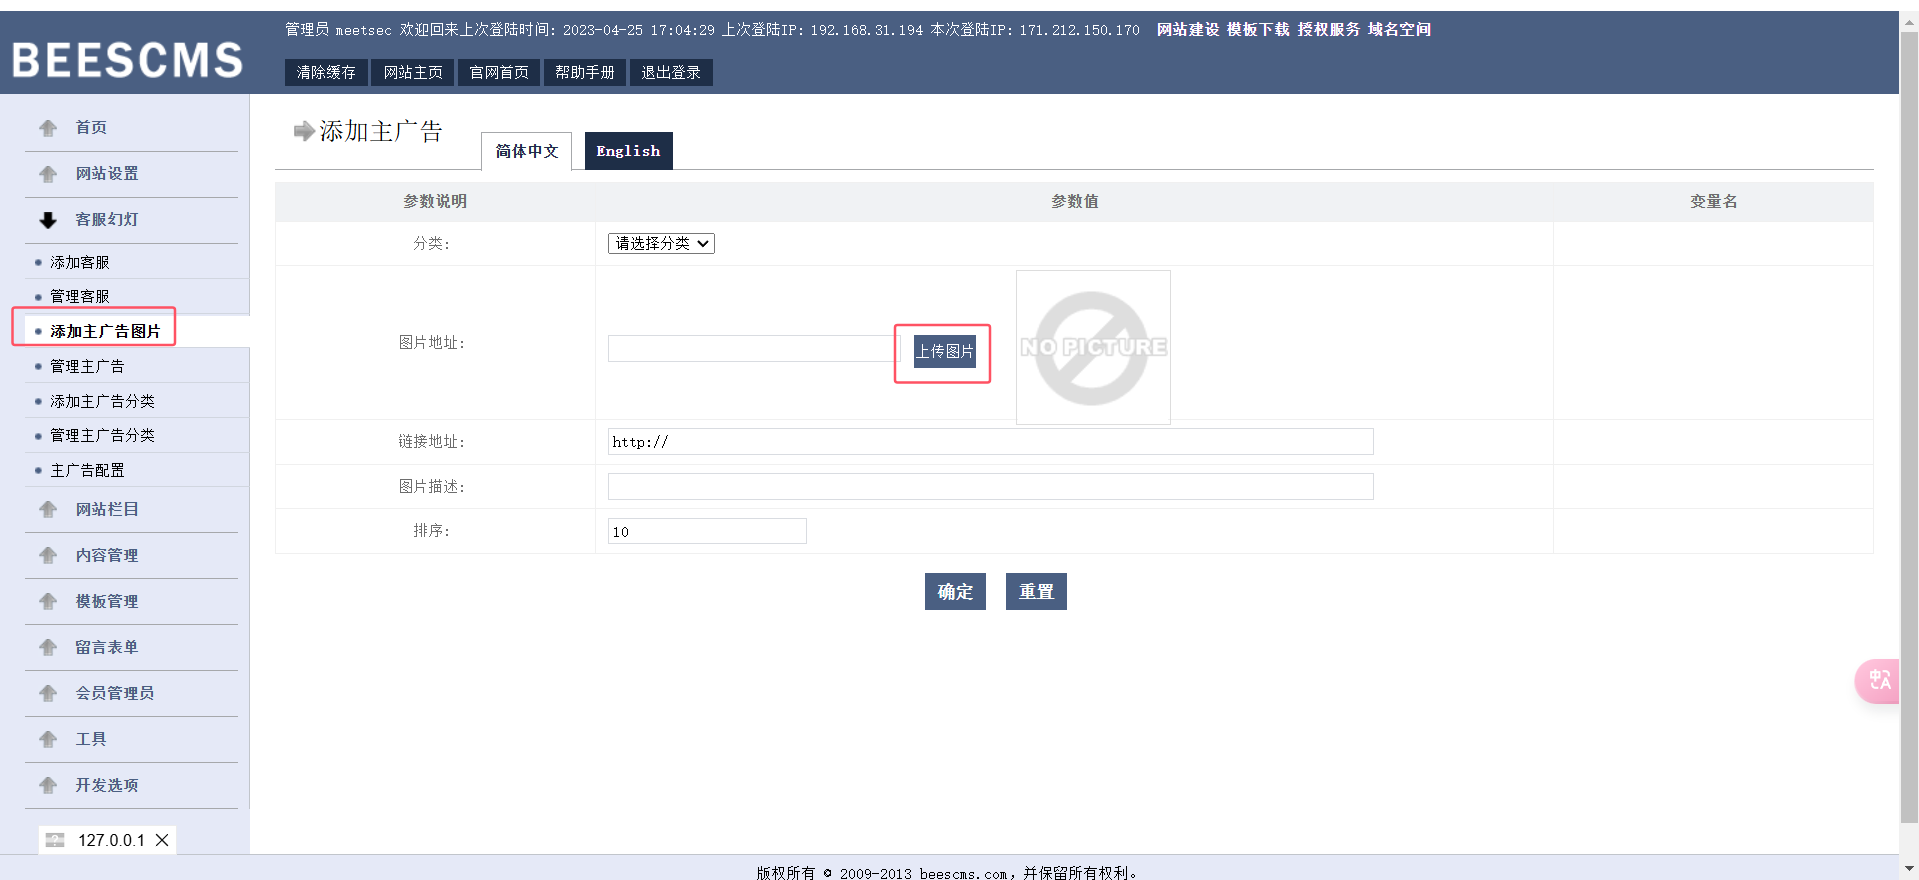 管理员 meetsec 欢迎回来上次登陆时间: 2023-04-25 17:04:29 上次登陆IP: 192.168.31.194 本次登陆IP: 171.212.150.170 网站建设 模板下载 授权服务 域名空间
BEESCMS
清除缓存 网站主页 官网首页 帮助手册 退出登录
首页
网站设置
客服幻灯
添加客服
管理客服
添加主广告图片
管理主广告
添加主广告分类
管理主广告分类
主广告配置
网站栏目
内容管理
模板管理
留言表单
会员管理员
工具
开发选项
127.0.0.1
添加主广告 简体中文 English
参数说明 参数值 变量名
分类: 请选择分类
图片地址: 上传图片 NO PICTURE
链接地址: http://
图片描述:
排序: 10
确定 重置
中A
版权所有 © 2009-2013 beescms.com，并保留所有权利。